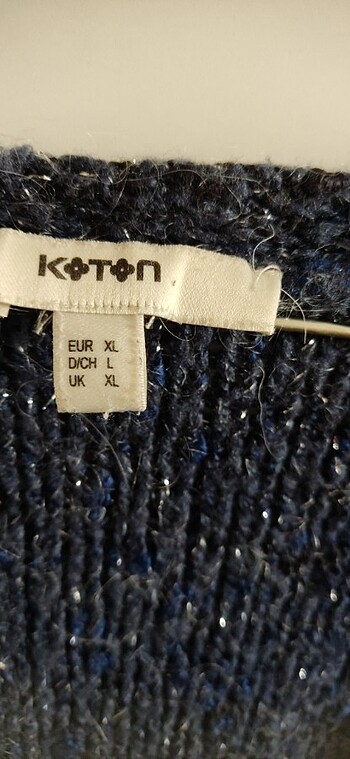 KOTON
EUR XL
D/CH L
UK XL